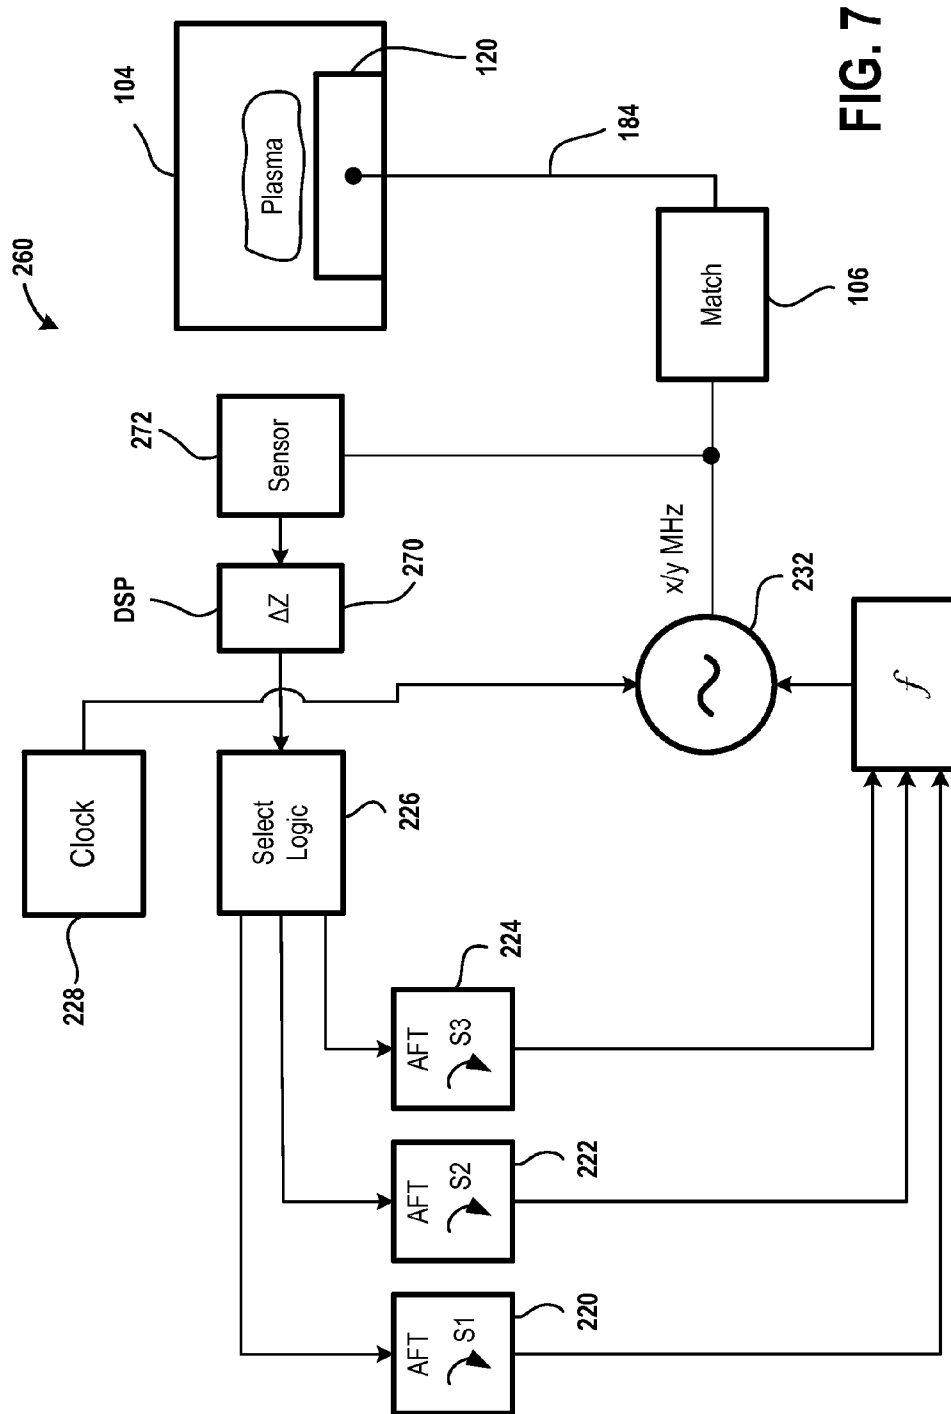 260
104
Plasma
120
184
Match
106
272
Sensor
DSP
ΔZ
270
x/y MHz
232
~
f
Clock
228
Select
Logic
226
AFT
S3
224
AFT
S2
222
AFT
S1
220
FIG. 7